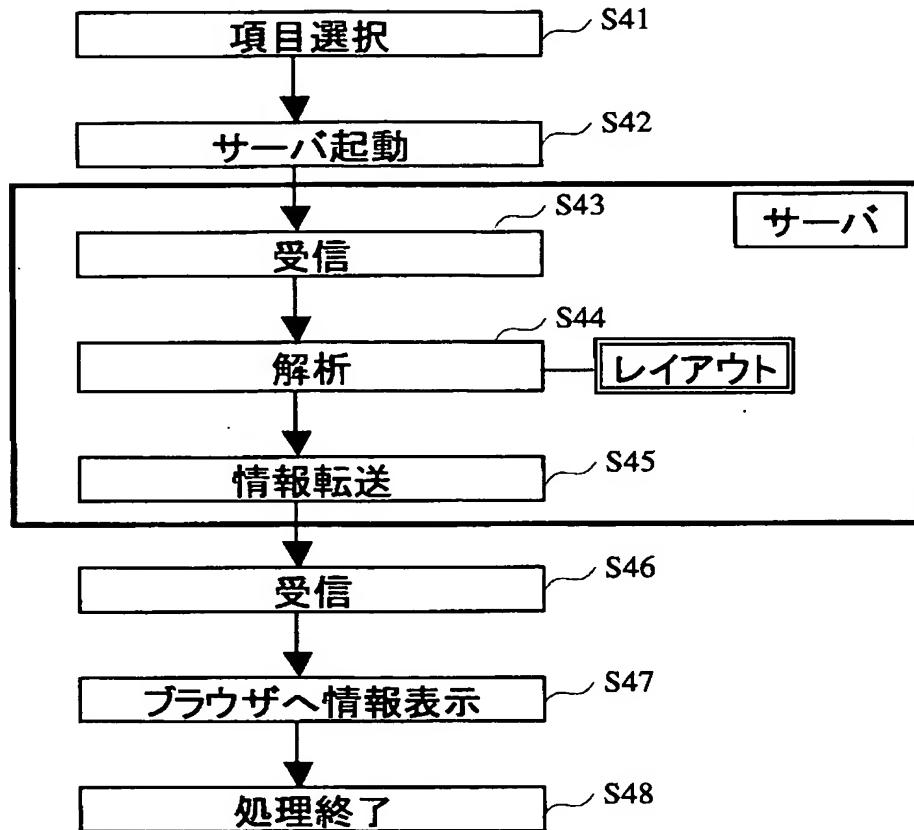 項目選択
S41
サーバ起動
S42
サーバ
S43
受信
S44
解析
レイアウト
情報転送
S45
受信
S46
ブラウザへ情報表示
S47
処理終了
S48